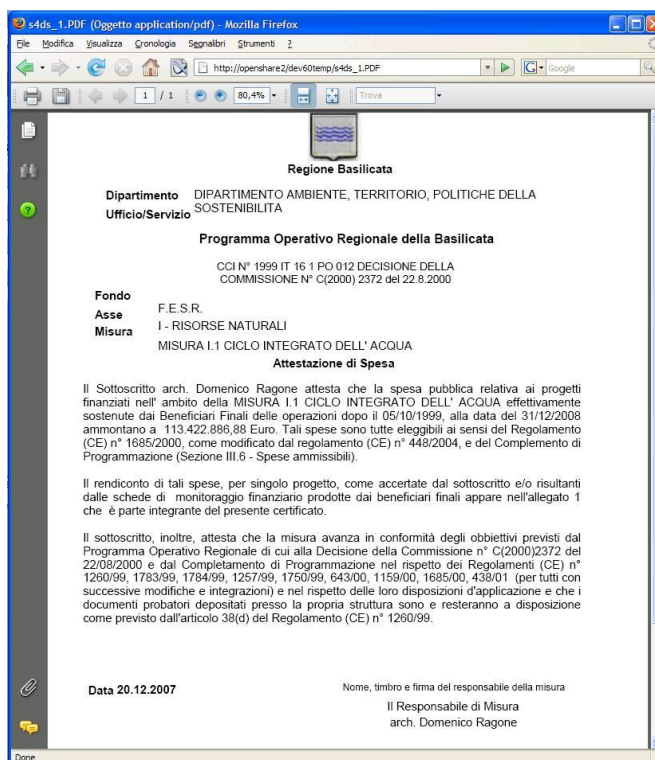 s4ds_1.PDF (Oggetto application/pdf) - Mozilla Firefox
File Modifica Visualizza Cronologia Segnalibri Strumenti ?
http://openshare2/dev60temp/s4ds_1.PDF
G Google
1 / 1 80,4% Trova
Regione Basilicata
Dipartimento DIPARTIMENTO AMBIENTE, TERRITORIO, POLITICHE DELLA
Ufficio/Servizio SOSTENIBILITA
Programma Operativo Regionale della Basilicata
CCI N° 1999 IT 16 1 PO 012 DECISIONE DELLA
COMMISSIONE N° C(2000) 2372 del 22.8.2000
Fondo
Asse F.E.S.R.
Misura I - RISORSE NATURALI
MISURA I.1 CICLO INTEGRATO DELL' ACQUA
Attestazione di Spesa
Il Sottoscritto arch. Domenico Ragone attesta che la spesa pubblica relativa ai progetti
finanziati nell' ambito della MISURA I.1 CICLO INTEGRATO DELL' ACQUA effettivamente
sostenute dai Beneficiari Finali delle operazioni dopo il 05/10/1999, alla data del 31/12/2008
ammontano a 113.422.886,88 Euro. Tali spese sono tutte eleggibili ai sensi del Regolamento
(CE) n° 1685/2000, come modificato dal regolamento (CE) n° 448/2004, e del Complemento di
Programmazione (Sezione III.6 - Spese ammissibili).
Il rendiconto di tali spese, per singolo progetto, come accertate dal sottoscritto e/o risultanti
dalle schede di monitoraggio finanziario prodotte dai beneficiari finali appare nell'allegato 1
che è parte integrante del presente certificato.
Il sottoscritto, inoltre, attesta che la misura avanza in conformità degli obbiettivi previsti dal
Programma Operativo Regionale di cui alla Decisione della Commissione n° C(2000)2372 del
22/08/2000 e dal Completamento di Programmazione nel rispetto dei Regolamenti (CE) n°
1260/99, 1783/99, 1784/99, 1257/99, 1750/99, 643/00, 1159/00, 1685/00, 438/01 (per tutti con
successive modifiche e integrazioni) e nel rispetto delle loro disposizioni d'applicazione e che i
documenti probatori depositati presso la propria struttura sono e resteranno a disposizione
come previsto dall'articolo 38(d) del Regolamento (CE) n° 1260/99.
Data 20.12.2007
Nome, timbro e firma del responsabile della misura
Il Responsabile di Misura
arch. Domenico Ragone
Done